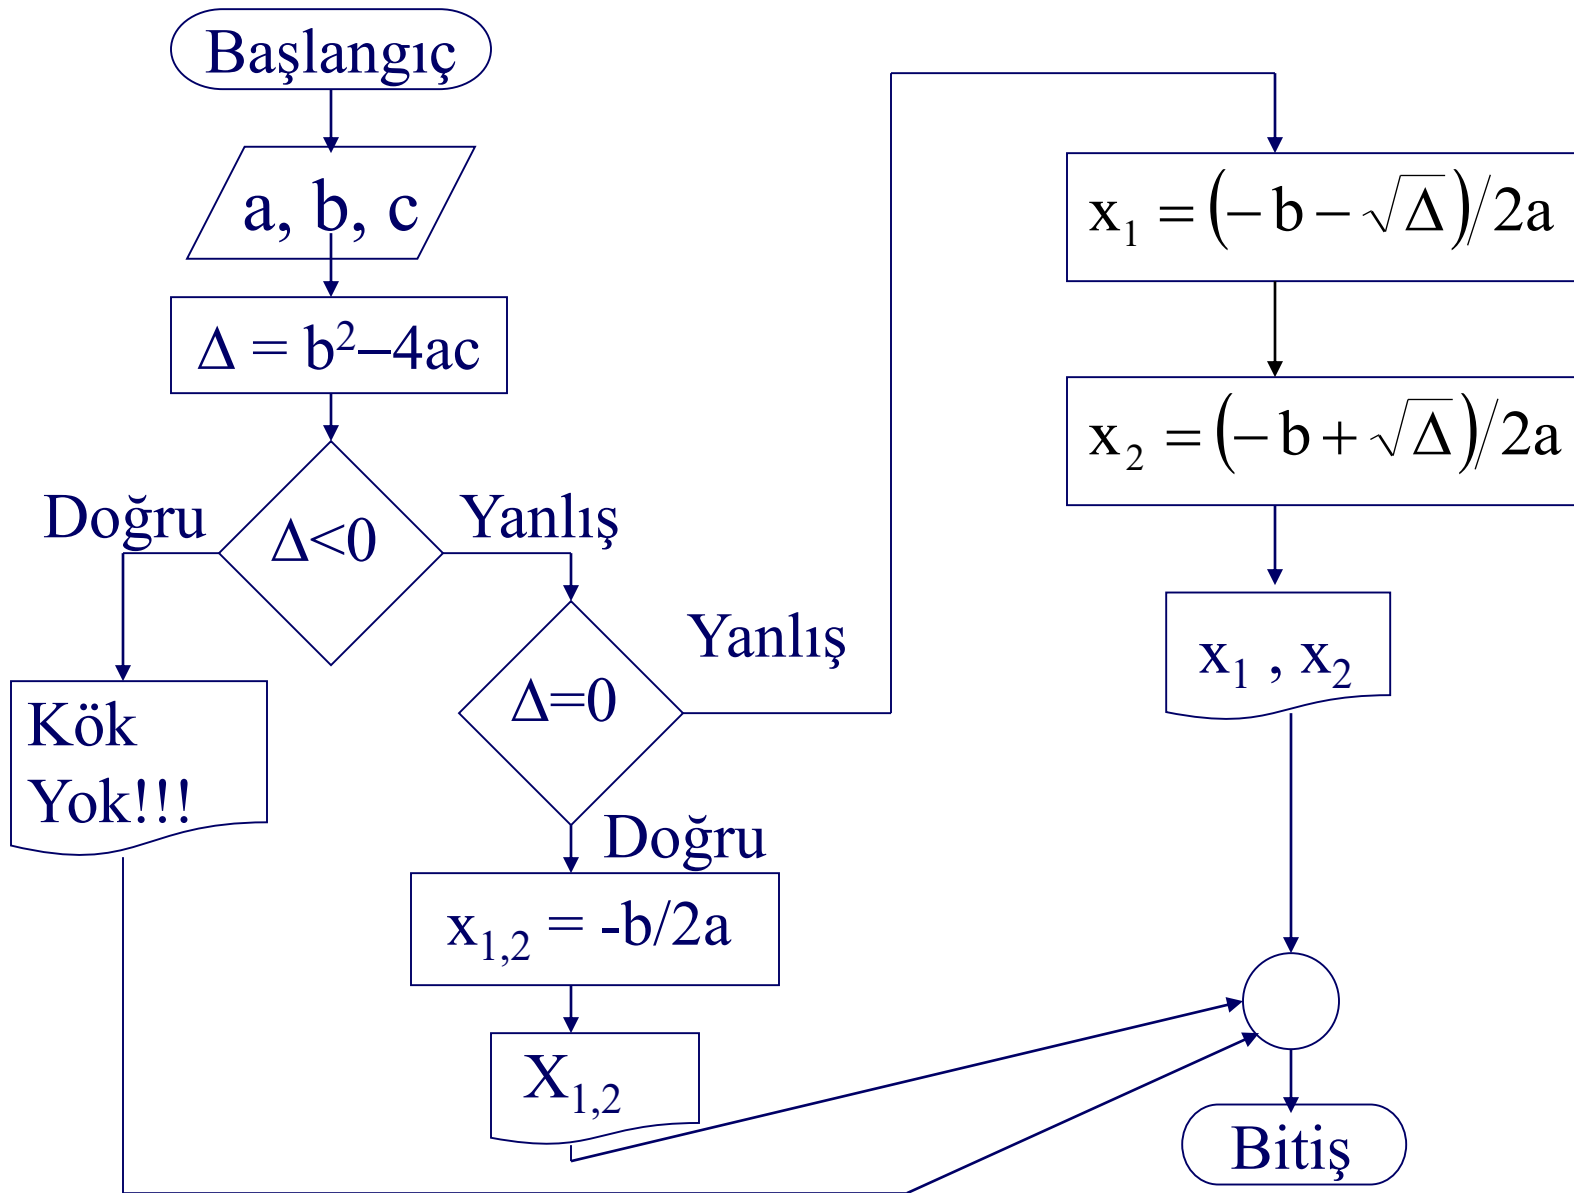 Başlangıç
a, b, c
Δ = b²–4ac
Doğru
Δ<0
Yanlış
Kök
Yok!!!
Δ=0
Yanlış
Doğru
x₁,₂ = -b/2a
X₁,₂
x₁ = (– b – √Δ)/2a
x₂ = (– b + √Δ)/2a
x₁ , x₂
Bitiş